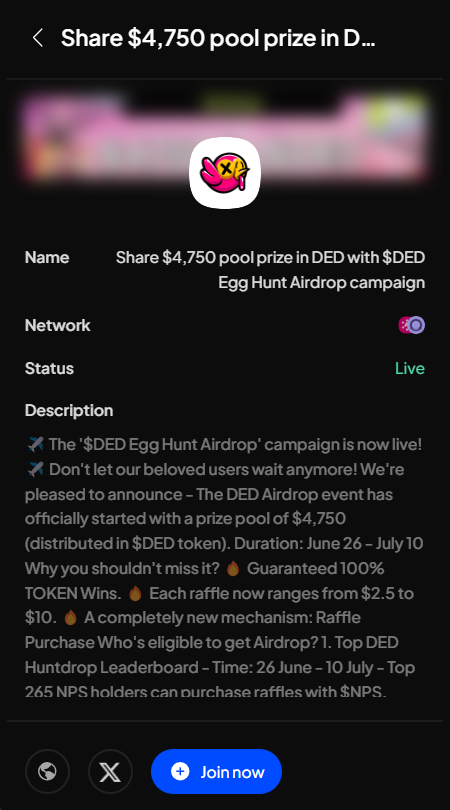 Share $4,750 pool prize in D...
Name
Share $4,750 pool prize in DED with $DED
Egg Hunt Airdrop campaign
Network
Status
Live
Description
✈️ The '$DED Egg Hunt Airdrop' campaign is now live!
✈️ Don't let our beloved users wait anymore! We're
pleased to announce - The DED Airdrop event has
officially started with a prize pool of $4,750
(distributed in $DED token). Duration: June 26 - July 10
Why you shouldn't miss it? 🔥 Guaranteed 100%
TOKEN Wins. 🔥 Each raffle now ranges from $2.5 to
$10. 🔥 A completely new mechanism: Raffle
Purchase Who's eligible to get Airdrop? 1. Top DED
Huntdrop Leaderboard - Time: 26 June - 10 July - Top
265 NPS holders can purchase raffles with $NPS.
Join now